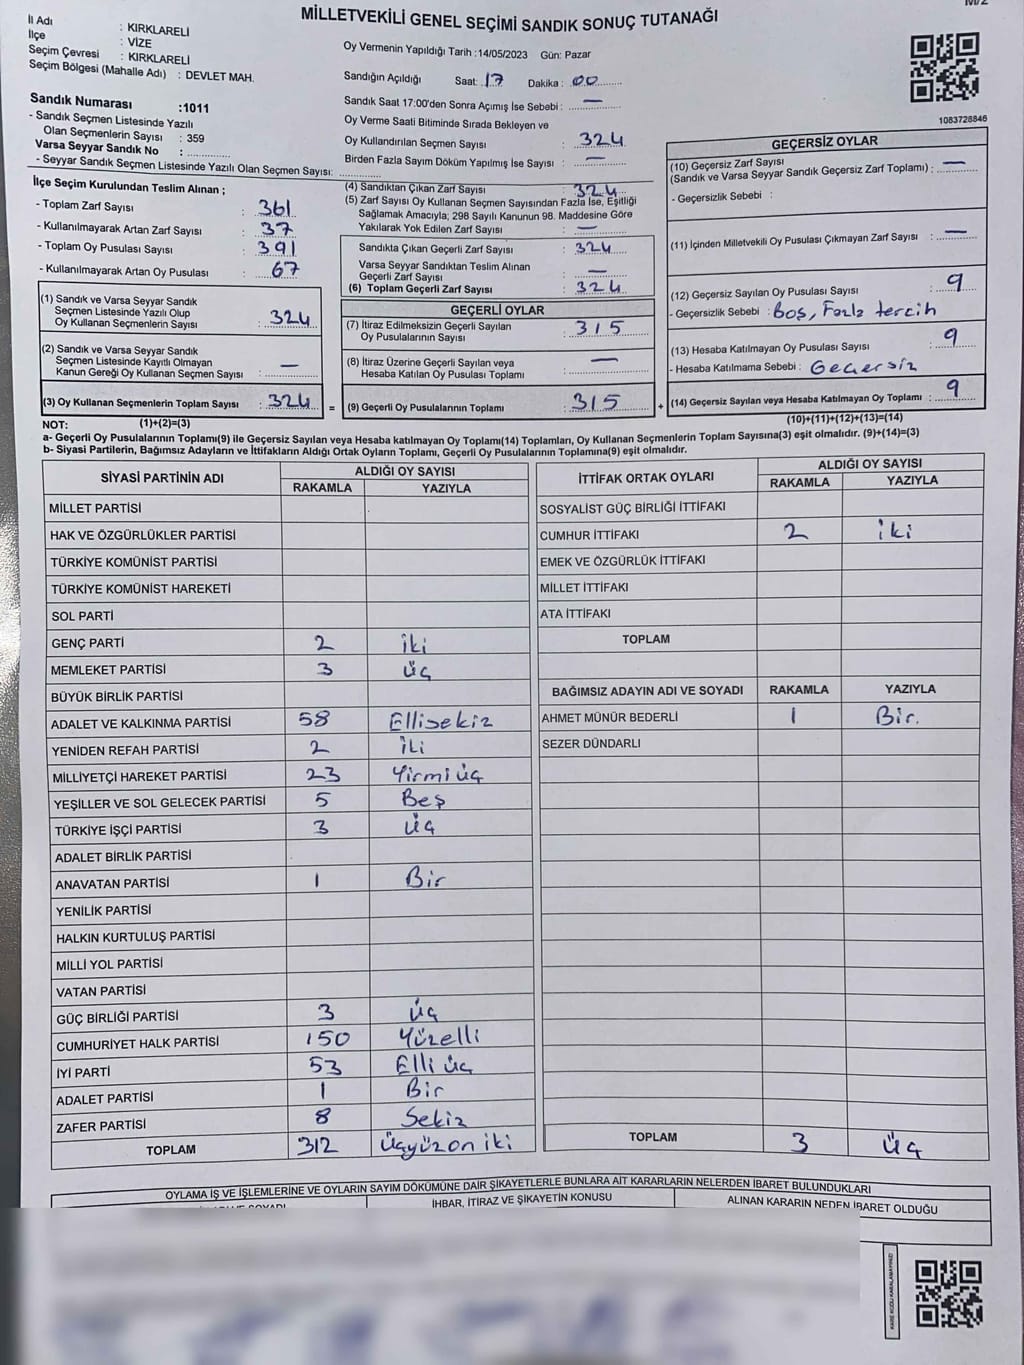 M/2
MİLLETVEKİLİ GENEL SEÇİMİ SANDIK SONUÇ TUTANAĞI
İl Adı : KIRKLARELİ
İlçe : VİZE
Seçim Çevresi : KIRKLARELİ
Seçim Bölgesi (Mahalle Adı) : DEVLET MAH.
Sandık Numarası :1011
- Sandık Seçmen Listesinde Yazılı
Olan Seçmenlerin Sayısı : 359
Varsa Seyyar Sandık No : ..............
- Seyyar Sandık Seçmen Listesinde Yazılı Olan Seçmen Sayısı: ..............
Oy Vermenin Yapıldığı Tarih :14/05/2023 Gün: Pazar
Sandığın Açıldığı Saat: 17 Dakika : 00
Sandık Saat 17:00'den Sonra Açımış İse Sebebi : —
Oy Verme Saati Bitiminde Sırada Bekleyen ve
Oy Kullandırılan Seçmen Sayısı : 324
Birden Fazla Sayım Döküm Yapılmış İse Sayısı : —
1083728846
İlçe Seçim Kurulundan Teslim Alınan ;
- Toplam Zarf Sayısı : 361
- Kullanılmayarak Artan Zarf Sayısı : 37
- Toplam Oy Pusulası Sayısı : 391
- Kullanılmayarak Artan Oy Pusulası : 67
(4) Sandıktan Çıkan Zarf Sayısı : 324
(5) Zarf Sayısı Oy Kullanan Seçmen Sayısından Fazla İse, Eşitliği
Sağlamak Amacıyla; 298 Sayılı Kanunun 98. Maddesine Göre
Yakılarak Yok Edilen Zarf Sayısı : —
Sandıkta Çıkan Geçerli Zarf Sayısı : 324
Varsa Seyyar Sandıktan Teslim Alınan
Geçerli Zarf Sayısı : —
(6) Toplam Geçerli Zarf Sayısı : 324
GEÇERSİZ OYLAR
(10) Geçersiz Zarf Sayısı
(Sandık ve Varsa Seyyar Sandık Geçersiz Zarf Toplamı) : —
- Geçersizlik Sebebi :
(11) İçinden Milletvekili Oy Pusulası Çıkmayan Zarf Sayısı : —
(12) Geçersiz Sayılan Oy Pusulası Sayısı : 9
- Geçersizlik Sebebi : Boş, Fazla tercih
(13) Hesaba Katılmayan Oy Pusulası Sayısı : 9
- Hesaba Katılmama Sebebi : Geçersiz
(14) Geçersiz Sayılan veya Hesaba Katılmayan Oy Toplamı : 9
(10)+(11)+(12)+(13)=(14)
(1) Sandık ve Varsa Seyyar Sandık
Seçmen Listesinde Yazılı Olup
Oy Kullanan Seçmenlerin Sayısı : 324
(2) Sandık ve Varsa Seyyar Sandık
Seçmen Listesinde Kayıtlı Olmayan
Kanun Gereği Oy Kullanan Seçmen Sayısı : —
(3) Oy Kullanan Seçmenlerin Toplam Sayısı : 324 =
(1)+(2)=(3)
GEÇERLİ OYLAR
(7) İtiraz Edilmeksizin Geçerli Sayılan
Oy Pusulalarının Sayısı : 315
(8) İtiraz Üzerine Geçerli Sayılan veya
Hesaba Katılan Oy Pusulası Toplamı : —
(9) Geçerli Oy Pusulalarının Toplamı : 315 +
NOT:
a- Geçerli Oy Pusulalarının Toplamı(9) ile Geçersiz Sayılan veya Hesaba katılmayan Oy Toplamı(14) Toplamları, Oy Kullanan Seçmenlerin Toplam Sayısına(3) eşit olmalıdır. (9)+(14)=(3)
b- Siyasi Partilerin, Bağımsız Adayların ve İttifakların Aldığı Ortak Oyların Toplamı, Geçerli Oy Pusulalarının Toplamına(9) eşit olmalıdır.
SİYASİ PARTİNİN ADI ALDIĞI OY SAYISI
RAKAMLA YAZIYLA
MİLLET PARTİSİ
HAK VE ÖZGÜRLÜKLER PARTİSİ
TÜRKİYE KOMÜNİST PARTİSİ
TÜRKİYE KOMÜNİST HAREKETİ
SOL PARTİ
GENÇ PARTİ 2 iki
MEMLEKET PARTİSİ 3 üç
BÜYÜK BİRLİK PARTİSİ
ADALET VE KALKINMA PARTİSİ 58 Ellisekiz
YENİDEN REFAH PARTİSİ 2 iki
MİLLİYETÇİ HAREKET PARTİSİ 23 Yirmi üç
YEŞİLLER VE SOL GELECEK PARTİSİ 5 Beş
TÜRKİYE İŞÇİ PARTİSİ 3 üç
ADALET BİRLİK PARTİSİ
ANAVATAN PARTİSİ 1 Bir
YENİLİK PARTİSİ
HALKIN KURTULUŞ PARTİSİ
MİLLİ YOL PARTİSİ
VATAN PARTİSİ
GÜÇ BİRLİĞİ PARTİSİ 3 üç
CUMHURİYET HALK PARTİSİ 150 Yüzelli
İYİ PARTİ 53 Elli üç
ADALET PARTİSİ 1 Bir
ZAFER PARTİSİ 8 Sekiz
TOPLAM 312 Üçyüzon iki
İTTİFAK ORTAK OYLARI ALDIĞI OY SAYISI
RAKAMLA YAZIYLA
SOSYALİST GÜÇ BİRLİĞİ İTTİFAKI
CUMHUR İTTİFAKI 2 iki
EMEK VE ÖZGÜRLÜK İTTİFAKI
MİLLET İTTİFAKI
ATA İTTİFAKI
TOPLAM
BAĞIMSIZ ADAYIN ADI VE SOYADI RAKAMLA YAZIYLA
AHMET MÜNÜR BEDERLİ 1 Bir.
SEZER DÜNDARLI
TOPLAM 3 üç
OYLAMA İŞ VE İŞLEMLERİNE VE OYLARIN SAYIM DÖKÜMÜNE DAİR ŞİKAYETLERLE BUNLARA AİT KARARLARIN NELERDEN İBARET BULUNDUKLARI
İHBAR, İTİRAZ VE ŞİKAYETİN KONUSU
ALINAN KARARIN NEDEN İBARET OLDUĞU
KARE KODU KARALAMAYINIZ!